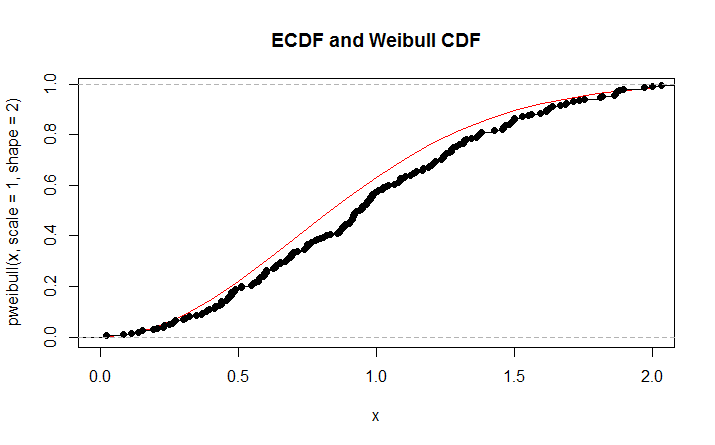 ECDF and Weibull CDF
pweibull(x, scale = 1, shape = 2)
1.0
0.8
0.6
0.4
0.2
0.0
0.0 0.5 1.0 1.5 2.0
x